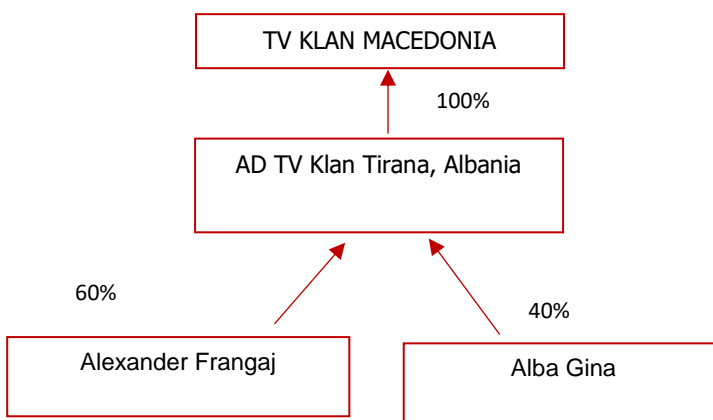 TV KLAN MACEDONIA
100%
AD TV Klan Tirana, Albania
60%
40%
Alexander Frangaj
Alba Gina